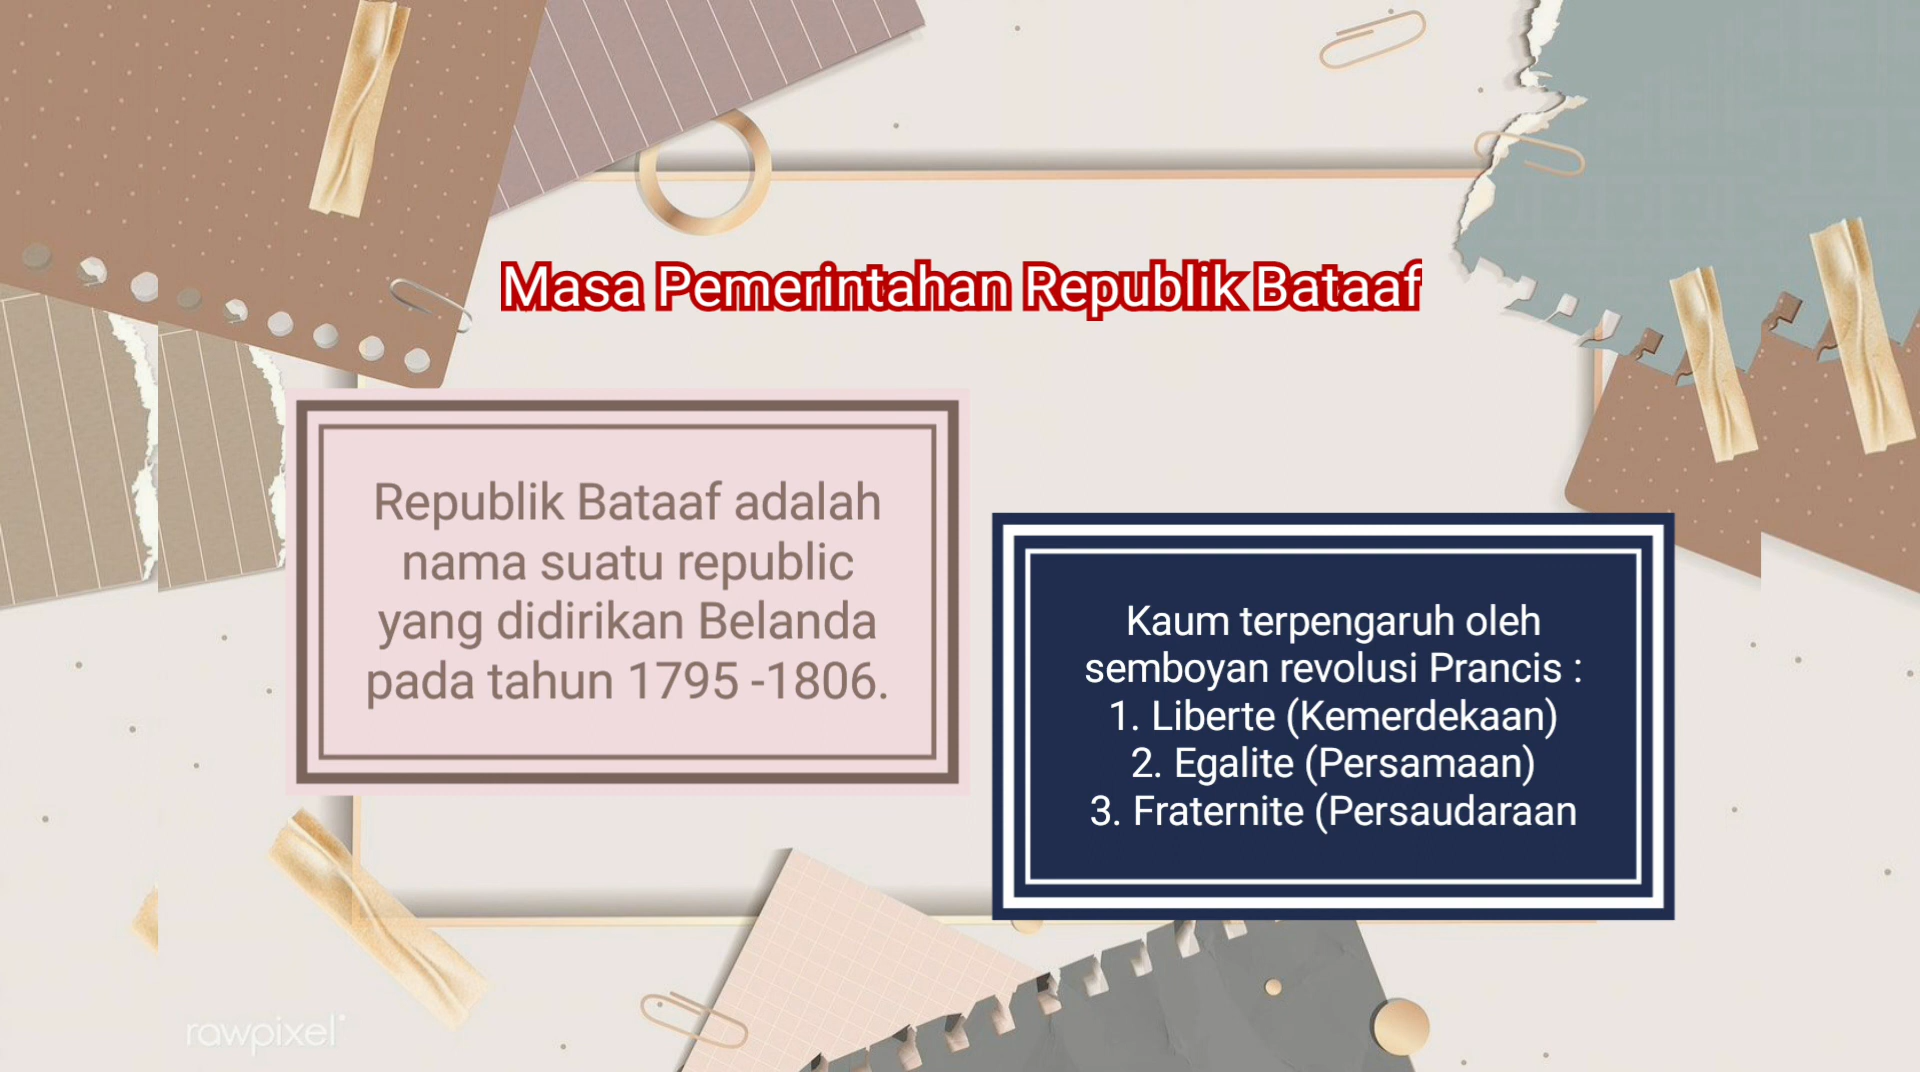 Masa Pemerintahan Republik Bataaf
Republik Bataaf adalah
nama suatu republic
yang didirikan Belanda
pada tahun 1795 -1806.
Kaum terpengaruh oleh
semboyan revolusi Prancis :
1. Liberte (Kemerdekaan)
2. Egalite (Persamaan)
3. Fraternite (Persaudaraan
rawpixel